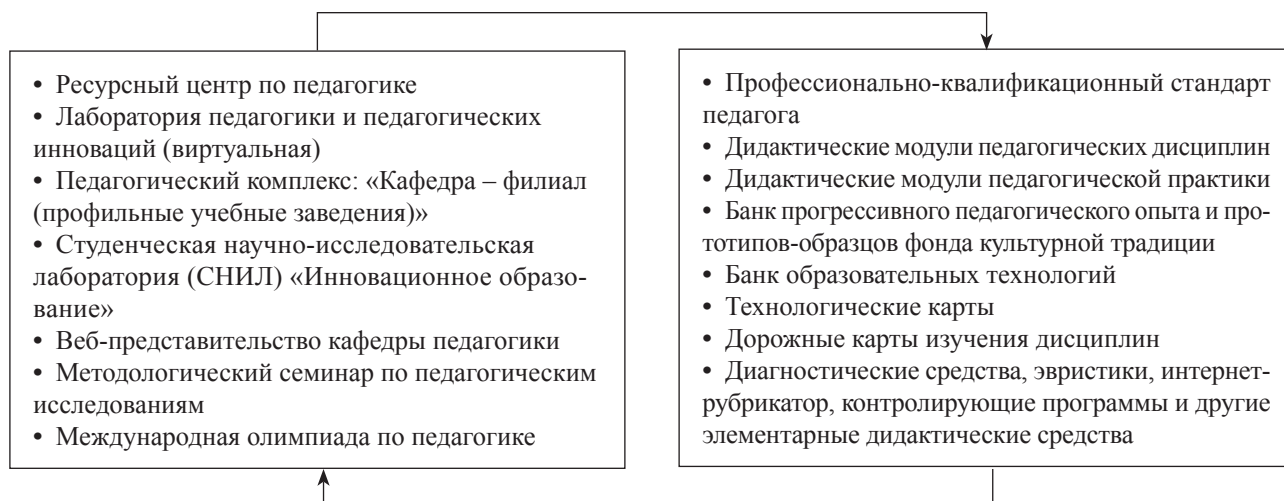 • Ресурсный центр по педагогике
• Лаборатория педагогики и педагогических
инноваций (виртуальная)
• Педагогический комплекс: «Кафедра – филиал
(профильные учебные заведения)»
• Студенческая научно-исследовательская
лаборатория (СНИЛ) «Инновационное образо-
вание»
• Веб-представительство кафедры педагогики
• Методологический семинар по педагогическим
исследованиям
• Международная олимпиада по педагогике
• Профессионально-квалификационный стандарт
педагога
• Дидактические модули педагогических дисциплин
• Дидактические модули педагогической практики
• Банк прогрессивного педагогического опыта и про-
тотипов-образцов фонда культурной традиции
• Банк образовательных технологий
• Технологические карты
• Дорожные карты изучения дисциплин
• Диагностические средства, эвристики, интернет-
рубрикатор, контролирующие программы и другие
элементарные дидактические средства